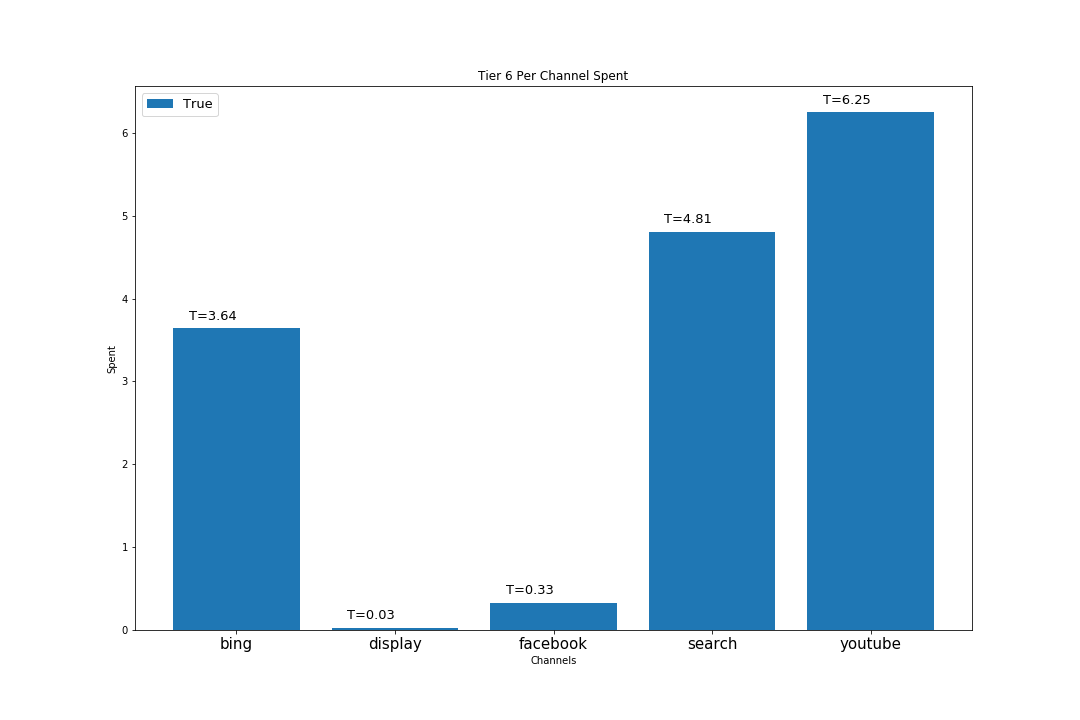 Tier 6 Per Channel Spent
True
T=6.25
T=4.81
T=3.64
T=0.33
T=0.03
6
5
4
3
2
1
0
Spent
bing display facebook search youtube
Channels